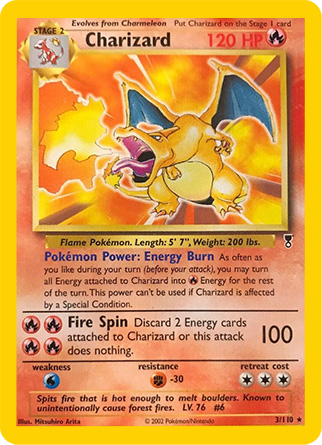 Evolves from Charmeleon Put Charizard on the Stage 1 card
STAGE 2
Charizard 120 HP
Flame Pokémon. Length: 5' 7", Weight: 200 lbs.
Pokémon Power: Energy Burn As often as
you like during your turn (before your attack), you may turn
all Energy attached to Charizard into Energy for the rest
of the turn. This power can't be used if Charizard is affected
by a Special Condition.
Fire Spin Discard 2 Energy cards
attached to Charizard or this attack
does nothing.
100
weakness resistance retreat cost
-30
Spits fire that is hot enough to melt boulders. Known to
unintentionally cause forest fires. LV. 76 #6
Illus. Mitsuhiro Arita ©2002 Pokémon/Nintendo 3/110